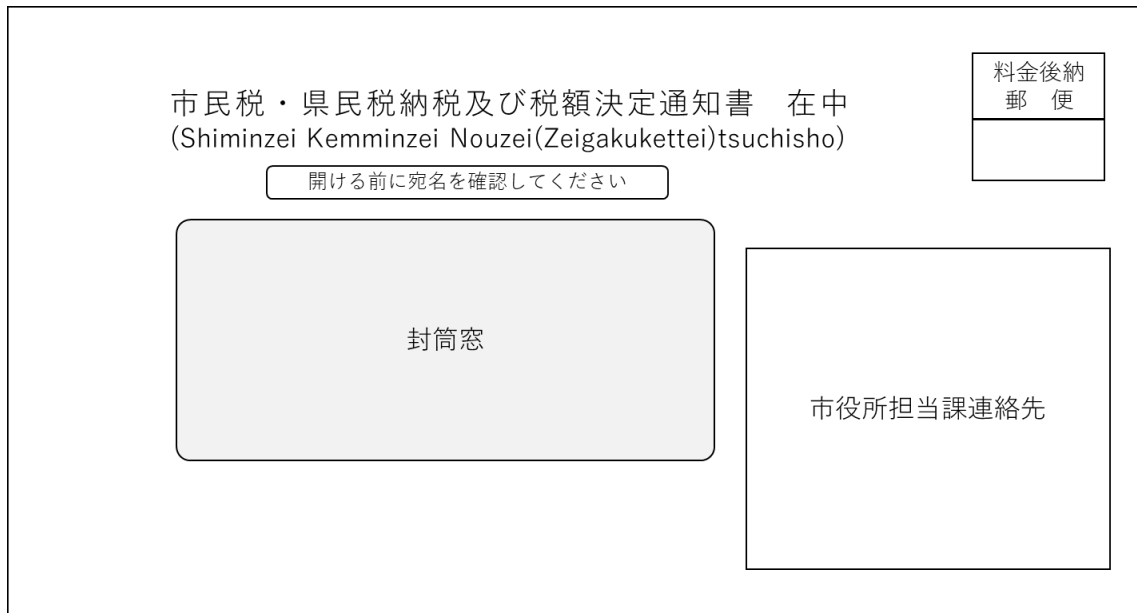 市民税・県民税納税及び税額決定通知書　在中
(Shiminzei Kemminzei Nouzei(Zeigakukettei)tsuchisho)
開ける前に宛名を確認してください
料金後納
郵　便
封筒窓
市役所担当課連絡先